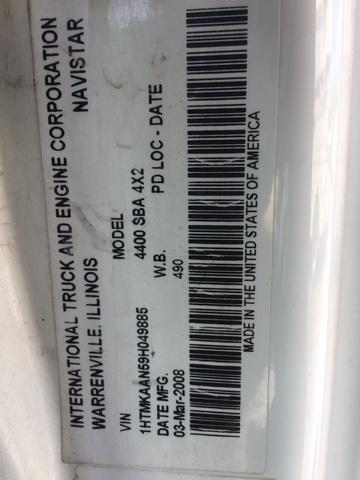 INTERNATIONAL TRUCK AND ENGINE CORPORATION
WARRENVILLE, ILLINOIS NAVISTAR
VIN MODEL
1HTMKAAN59H049885 4400 SBA 4X2
DATE MFG. W.B. PD LOC - DATE
03-Mar-2008 490
MADE IN THE UNITED STATES OF AMERICA